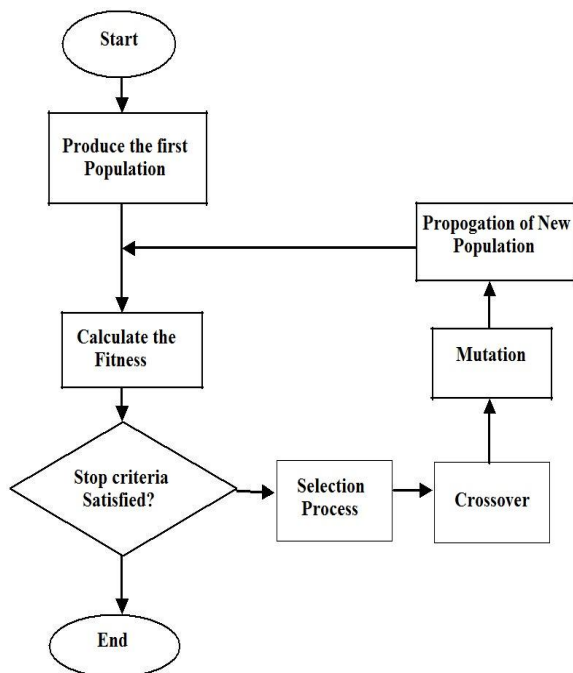 Start
Produce the first
Population
Propogation of New
Population
Calculate the
Fitness
Mutation
Stop criteria
Satisfied?
Selection
Process
Crossover
End